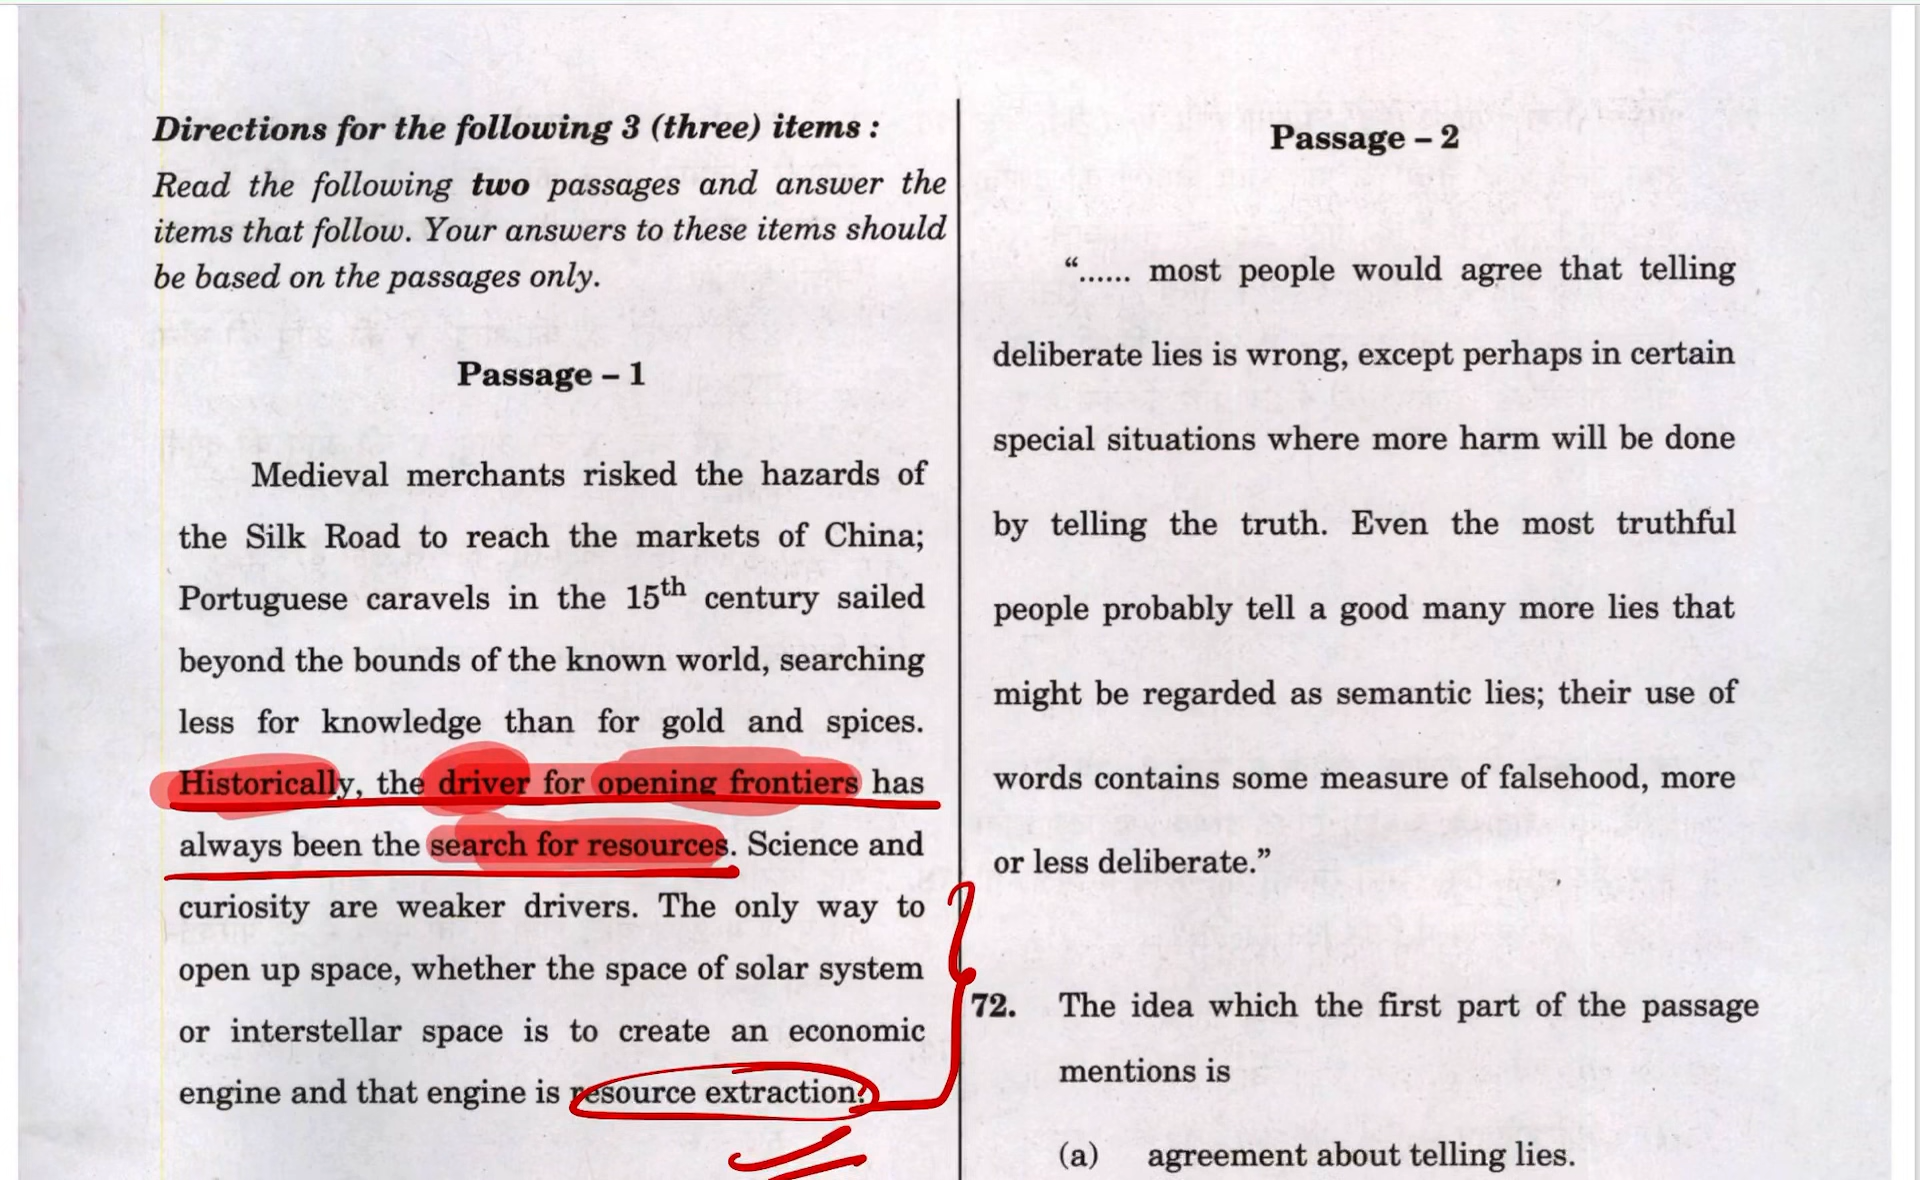 Directions for the following 3 (three) items :
Read the following two passages and answer the
items that follow. Your answers to these items should
be based on the passages only.
Passage – 1
Medieval merchants risked the hazards of
the Silk Road to reach the markets of China;
Portuguese caravels in the 15th century sailed
beyond the bounds of the known world, searching
less for knowledge than for gold and spices.
Historically, the driver for opening frontiers has
always been the search for resources. Science and
curiosity are weaker drivers. The only way to
open up space, whether the space of solar system
or interstellar space is to create an economic
engine and that engine is resource extraction.
Passage – 2
“...... most people would agree that telling
deliberate lies is wrong, except perhaps in certain
special situations where more harm will be done
by telling the truth. Even the most truthful
people probably tell a good many more lies that
might be regarded as semantic lies; their use of
words contains some measure of falsehood, more
or less deliberate.”
72. The idea which the first part of the passage
mentions is
(a) agreement about telling lies.